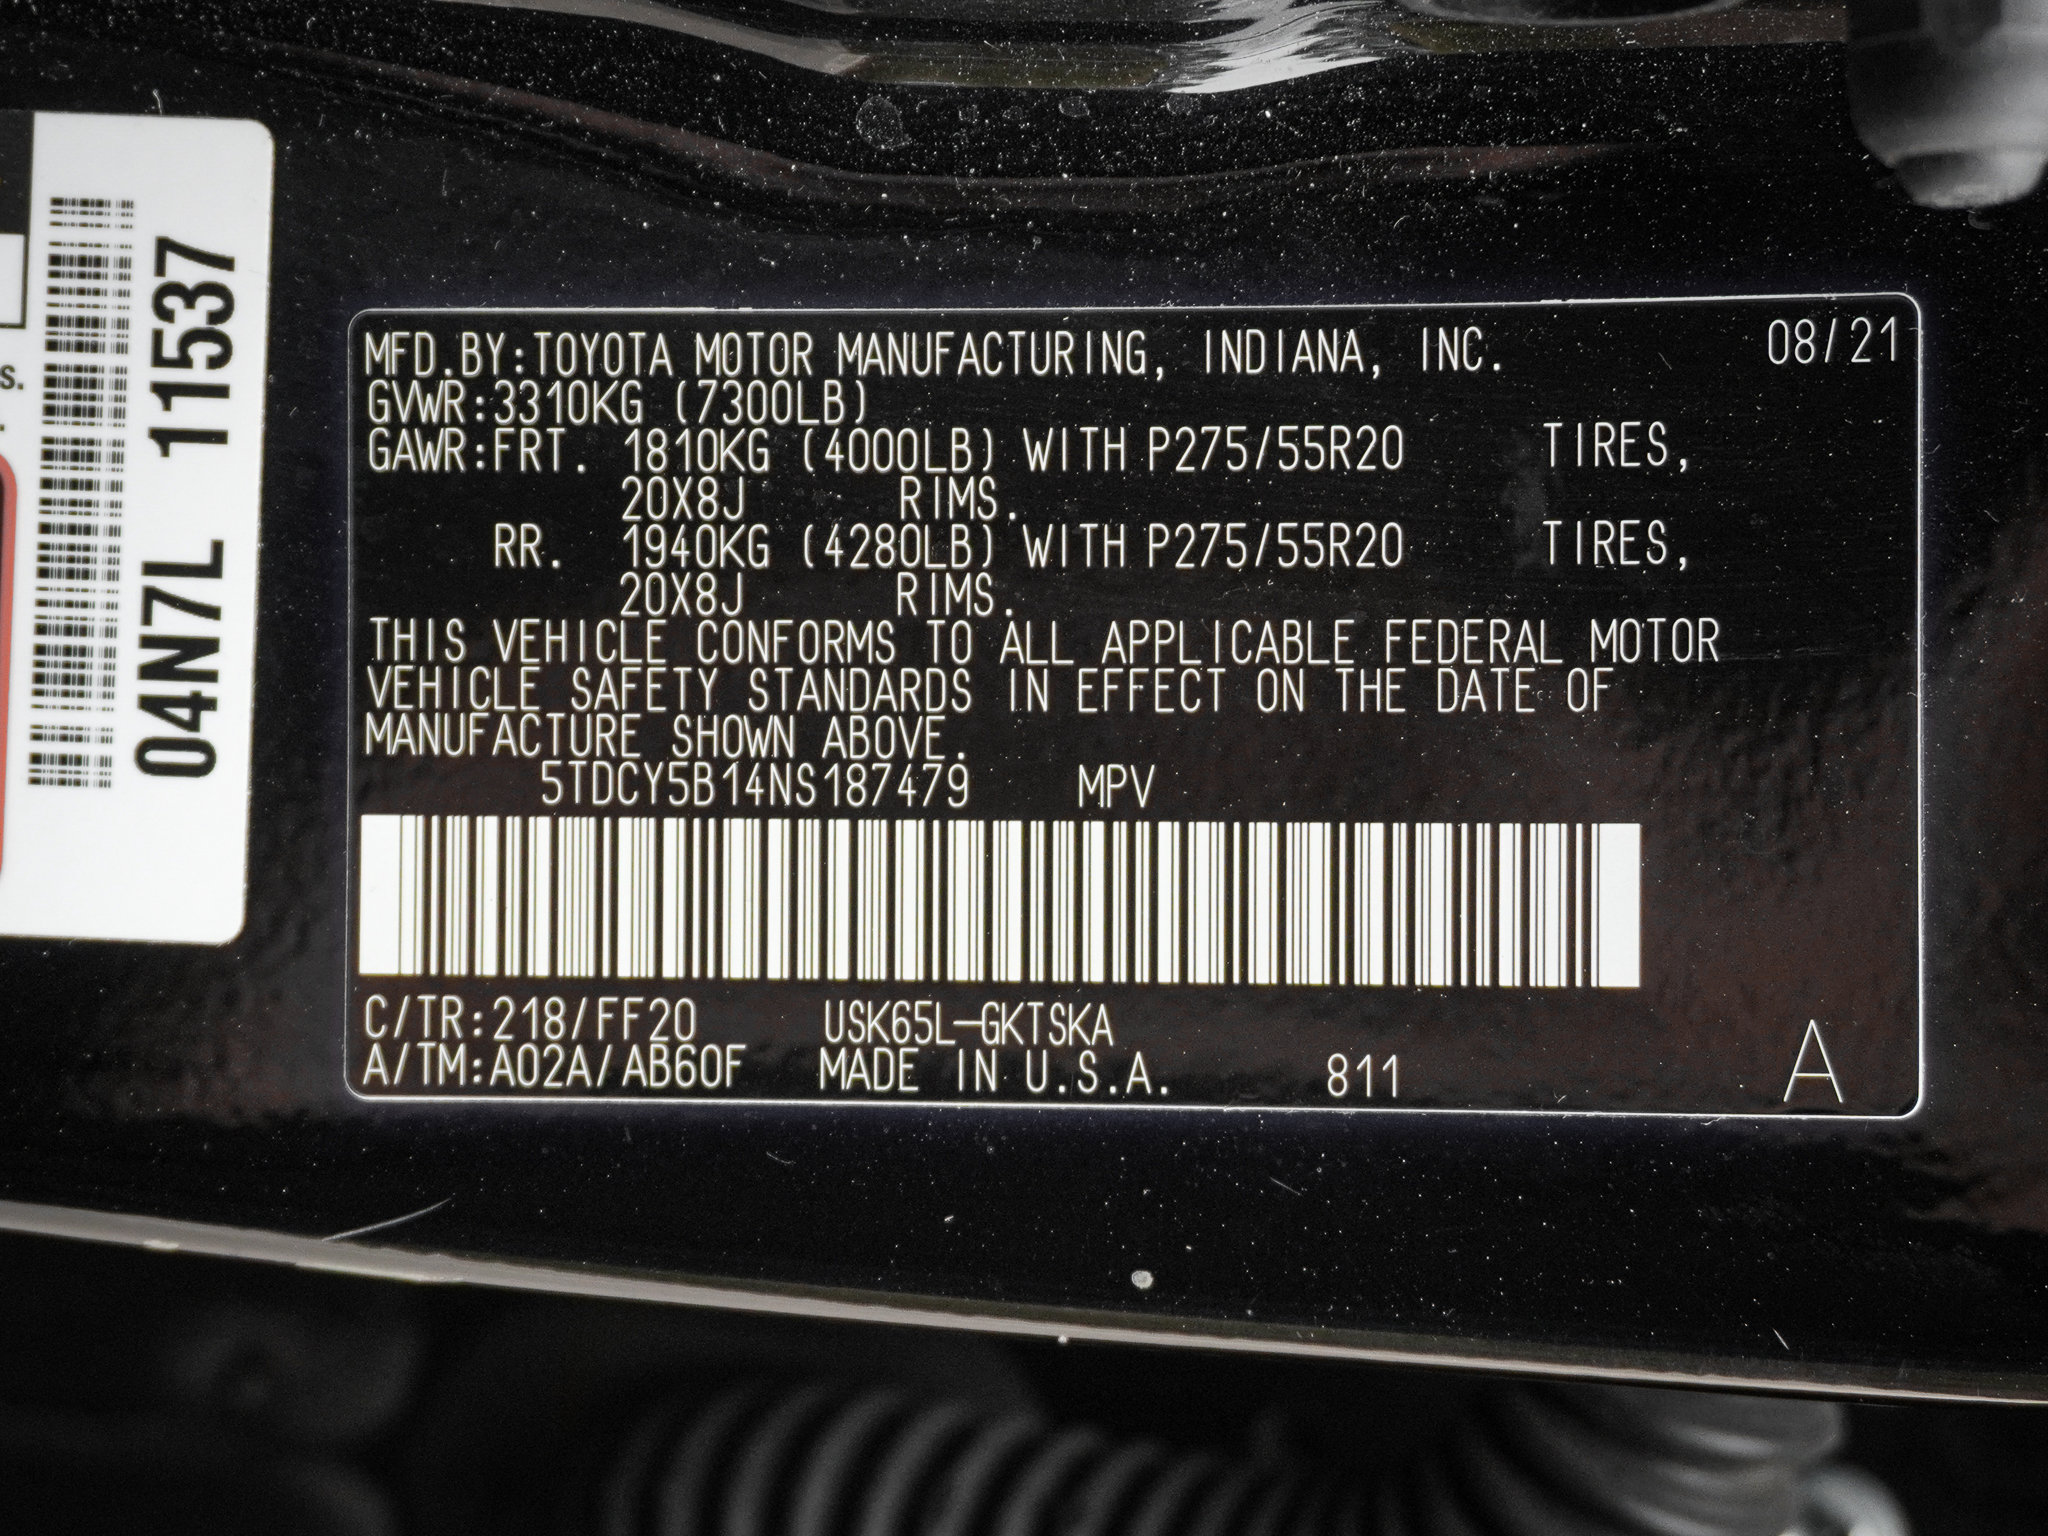 04N7L 11537
s.
MFD.BY:TOYOTA MOTOR MANUFACTURING, INDIANA, INC. 08/21
GVWR:3310KG (7300LB)
GAWR:FRT. 1810KG (4000LB) WITH P275/55R20 TIRES,
20X8J RIMS.
RR. 1940KG (4280LB) WITH P275/55R20 TIRES,
20X8J RIMS.
THIS VEHICLE CONFORMS TO ALL APPLICABLE FEDERAL MOTOR
VEHICLE SAFETY STANDARDS IN EFFECT ON THE DATE OF
MANUFACTURE SHOWN ABOVE.
5TDCY5B14NS187479 MPV
C/TR:218/FF20 USK65L-GKTSKA
A/TM:A02A/AB60F MADE IN U.S.A. 811 A